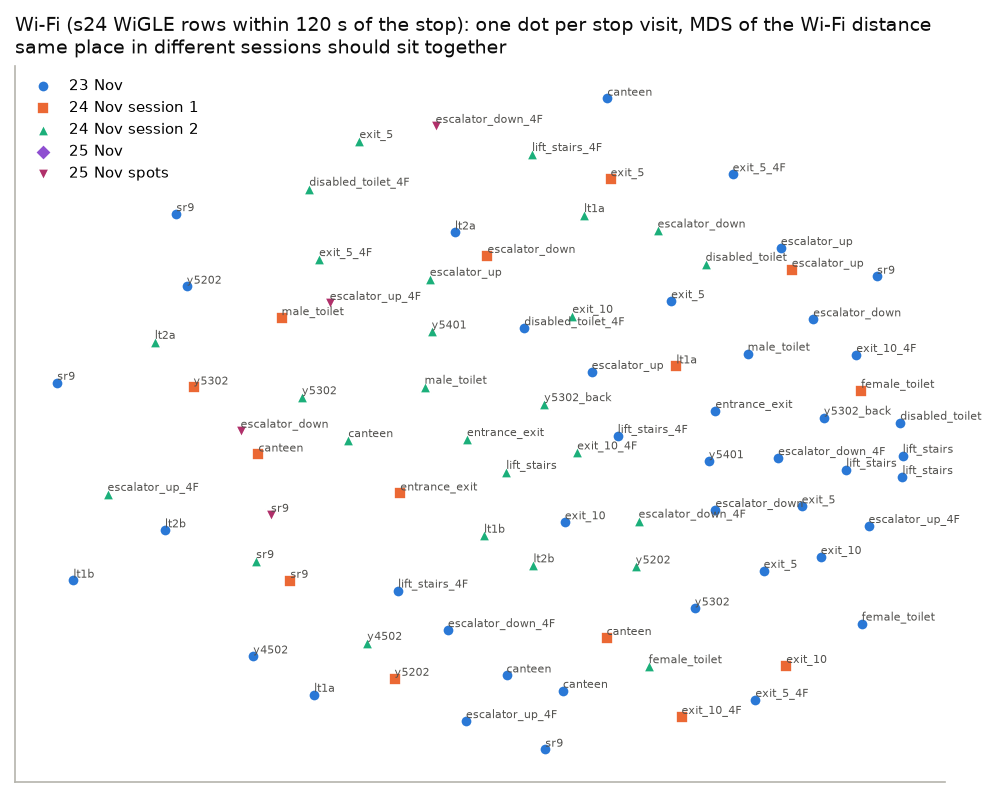 Wi-Fi (s24 WiGLE rows within 120 s of the stop): one dot per stop visit, MDS of the Wi-Fi distance
same place in different sessions should sit together
23 Nov
24 Nov session 1
24 Nov session 2
25 Nov
25 Nov spots
canteen
escalator_down_4F
exit_5
lift_stairs_4F
exit_5_4F
exit_5
disabled_toilet_4F
sr9
lt1a
lt2a
escalator_down
escalator_up
escalator_down
exit_5_4F
disabled_toilet
escalator_up
sr9
escalator_up
y5202
exit_5
escalator_up_4F
male_toilet
exit_10
disabled_toilet_4F
escalator_down
y5401
lt2a
male_toilet
exit_10_4F
lt1a
escalator_up
sr9
y5302
male_toilet
female_toilet
y5302
y5302_back
entrance_exit
y5302_back
disabled_toilet
escalator_down
canteen
entrance_exit
lift_stairs_4F
canteen
exit_10_4F
y5401
escalator_down_4F
lift_stairs
lift_stairs
lift_stairs
lift_stairs
escalator_up_4F
entrance_exit
escalator_down
exit_5
sr9
exit_10
escalator_down_4F
escalator_up_4F
lt2b
lt1b
exit_10
sr9
lt2b
y5202
exit_5
lt1b
sr9
lift_stairs_4F
y5302
escalator_down_4F
female_toilet
y4502
y4502
canteen
female_toilet
exit_10
y5202
canteen
lt1a
canteen
exit_5_4F
exit_10_4F
escalator_up_4F
sr9